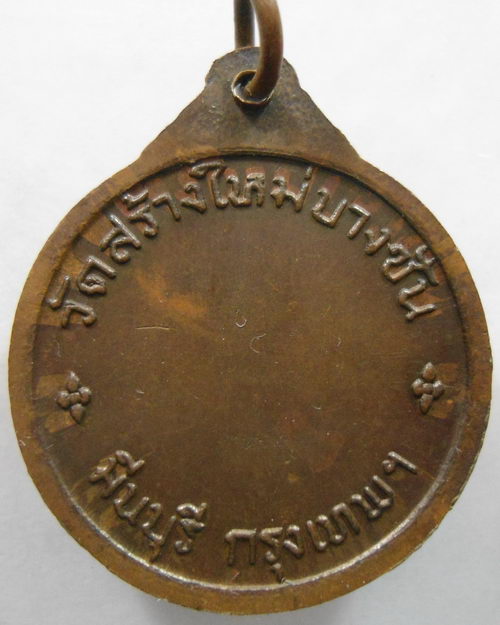 วัดสร้างใหม่บางชัน
มีนบุรี กรุงเทพฯ